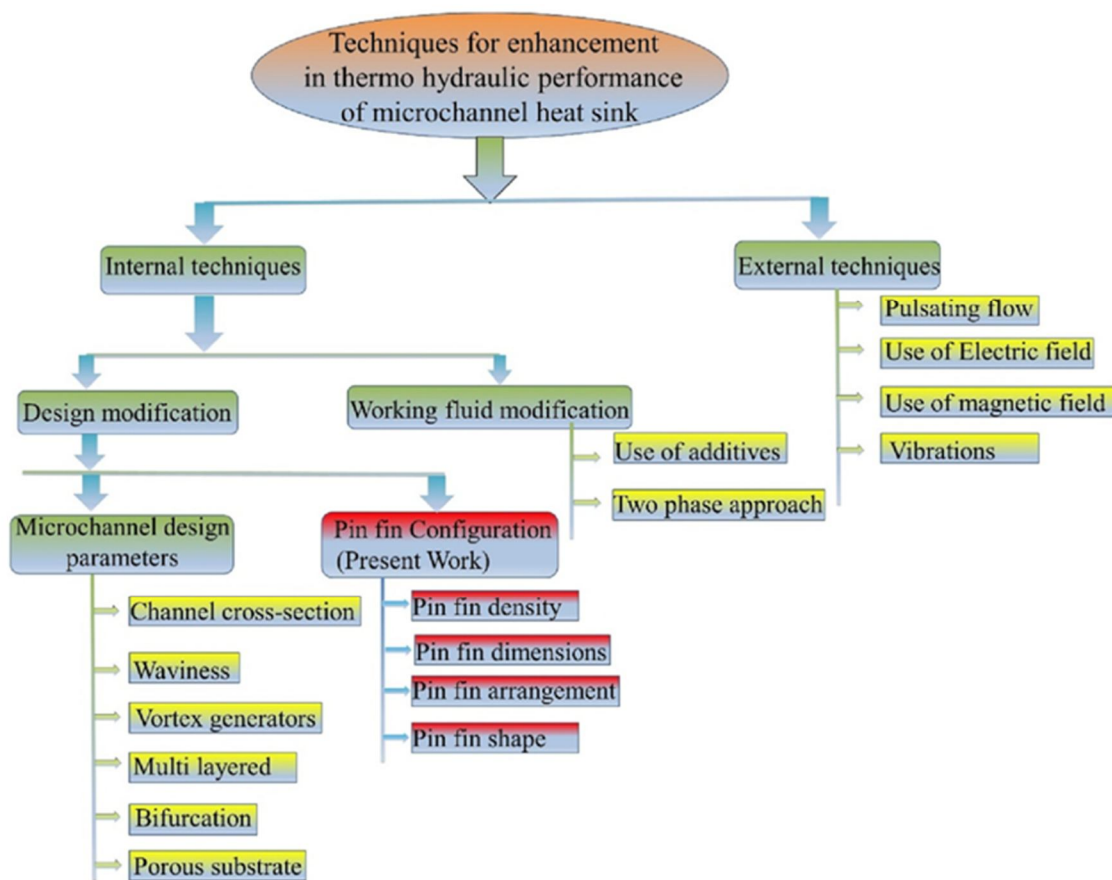 Techniques for enhancement
in thermo hydraulic performance
of microchannel heat sink
Internal techniques
External techniques
Pulsating flow
Use of Electric field
Use of magnetic field
Vibrations
Design modification
Working fluid modification
Use of additives
Two phase approach
Microchannel design
parameters
Channel cross-section
Waviness
Vortex generators
Multi layered
Bifurcation
Porous substrate
Pin fin Configuration
(Present Work)
Pin fin density
Pin fin dimensions
Pin fin arrangement
Pin fin shape